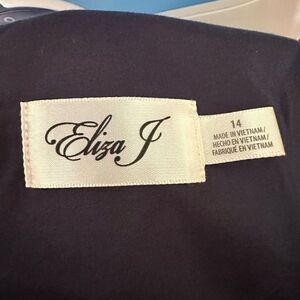 Eliza J
14
MADE IN VIETNAM/
HECHO EN VIETNAM/
FABRIQUÉ EN VIETNAM